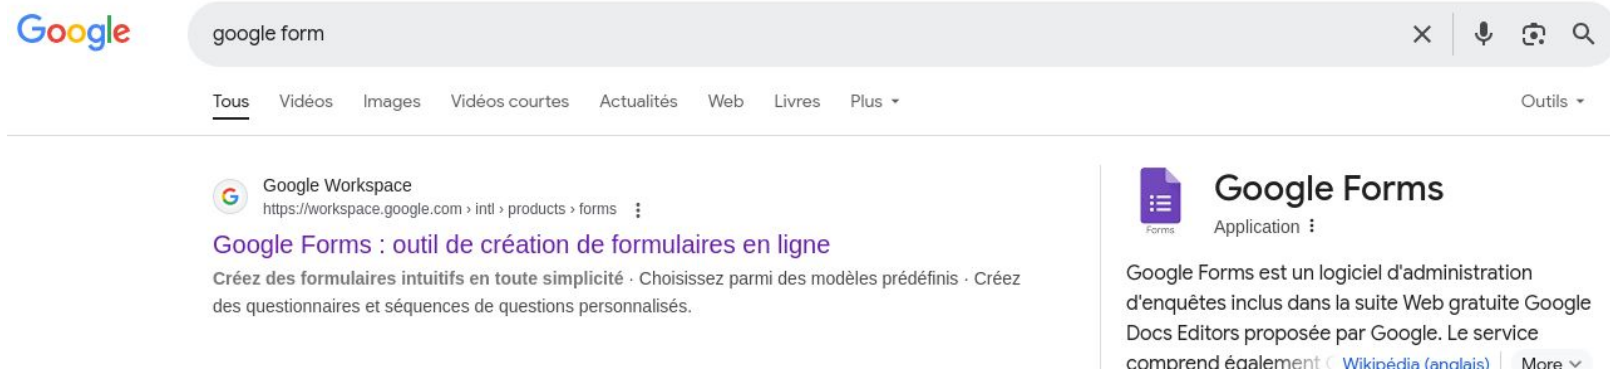 Google
google form
Tous Vidéos Images Vidéos courtes Actualités Web Livres Plus Outils
Google Workspace
https://workspace.google.com › intl › products › forms
Google Forms : outil de création de formulaires en ligne
Créez des formulaires intuitifs en toute simplicité · Choisissez parmi des modèles prédéfinis · Créez
des questionnaires et séquences de questions personnalisés.
Forms
Google Forms
Application
Google Forms est un logiciel d'administration
d'enquêtes inclus dans la suite Web gratuite Google
Docs Editors proposée par Google. Le service
comprend également Wikipédia (anglais) More